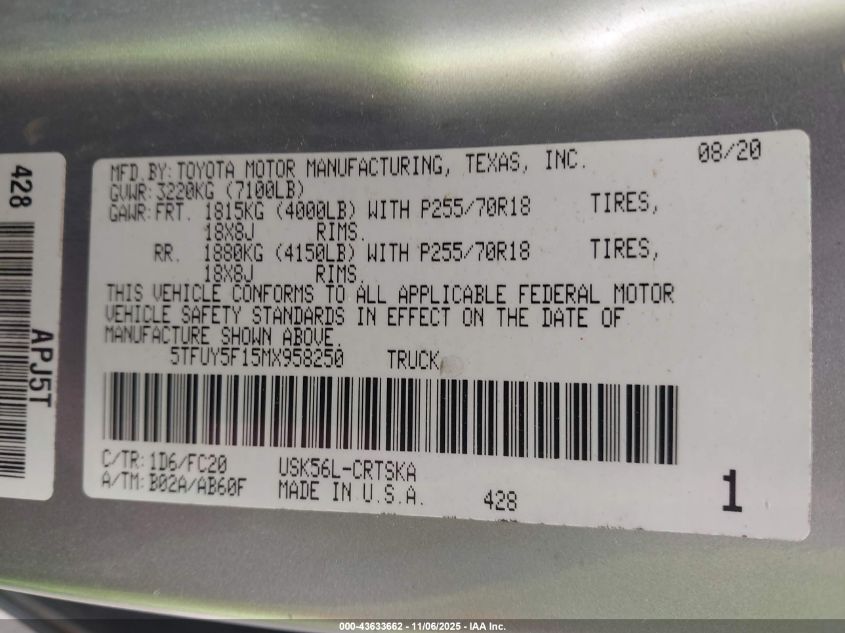 428
APJ5T
MFD.BY: TOYOTA MOTOR MANUFACTURING, TEXAS, INC. 08/20
GVWR: 3220KG (7100LB)
GAWR: FRT. 1815KG (4000LB) WITH P255/70R18 TIRES,
18X8J RIMS.
RR. 1880KG (4150LB) WITH P255/70R18 TIRES,
18X8J RIMS.
THIS VEHICLE CONFORMS TO ALL APPLICABLE FEDERAL MOTOR
VEHICLE SAFETY STANDARDS IN EFFECT ON THE DATE OF
MANUFACTURE SHOWN ABOVE.
5TFUY5F15MX958250 TRUCK
C/TR: 1D6/FC20 USK56L-CRTSKA
A/TM: B02A/AB60F MADE IN U.S.A. 428 1
000-43633662 - 11/06/2025 - IAA Inc.